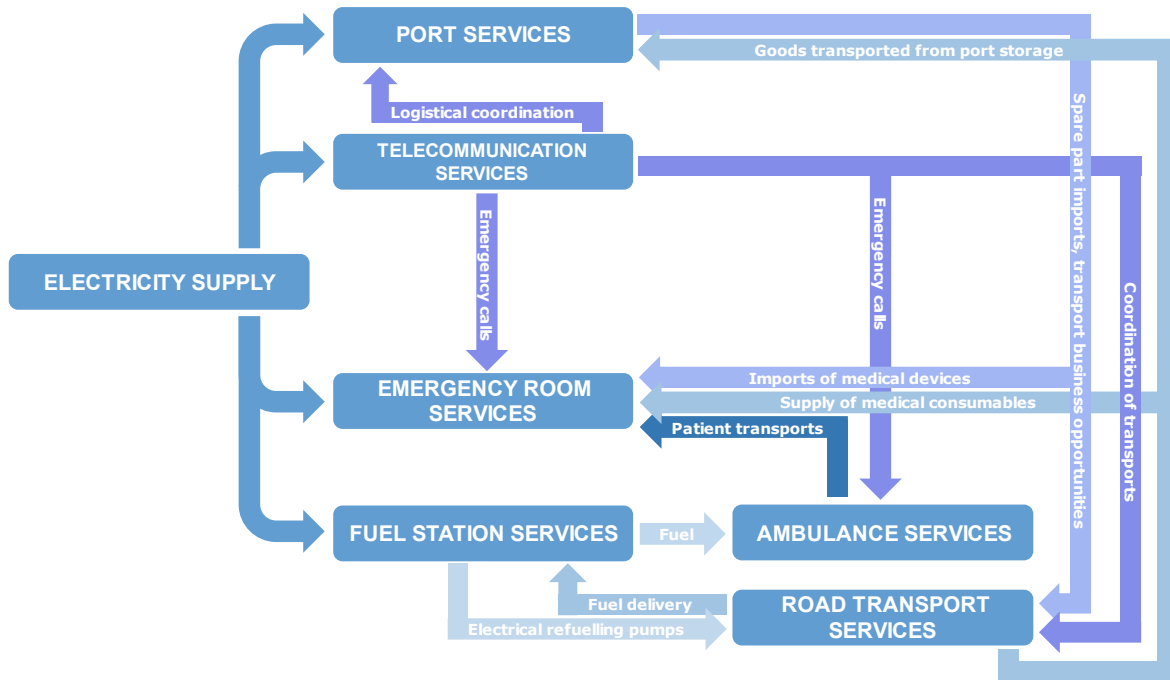 PORT SERVICES
Goods transported from port storage
Spare part imports, transport business opportunities
Logistical coordination
TELECOMMUNICATION
SERVICES
Emergency calls
Emergency calls
Coordination of transports
ELECTRICITY SUPPLY
Imports of medical devices
EMERGENCY ROOM
SERVICES
Supply of medical consumables
Patient transports
FUEL STATION SERVICES
Fuel
AMBULANCE SERVICES
Fuel delivery
ROAD TRANSPORT
SERVICES
Electrical refuelling pumps